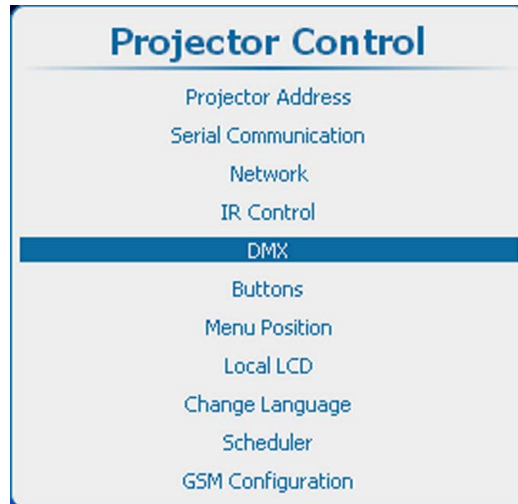 Projector Control
Projector Address
Serial Communication
Network
IR Control
DMX
Buttons
Menu Position
Local LCD
Change Language
Scheduler
GSM Configuration